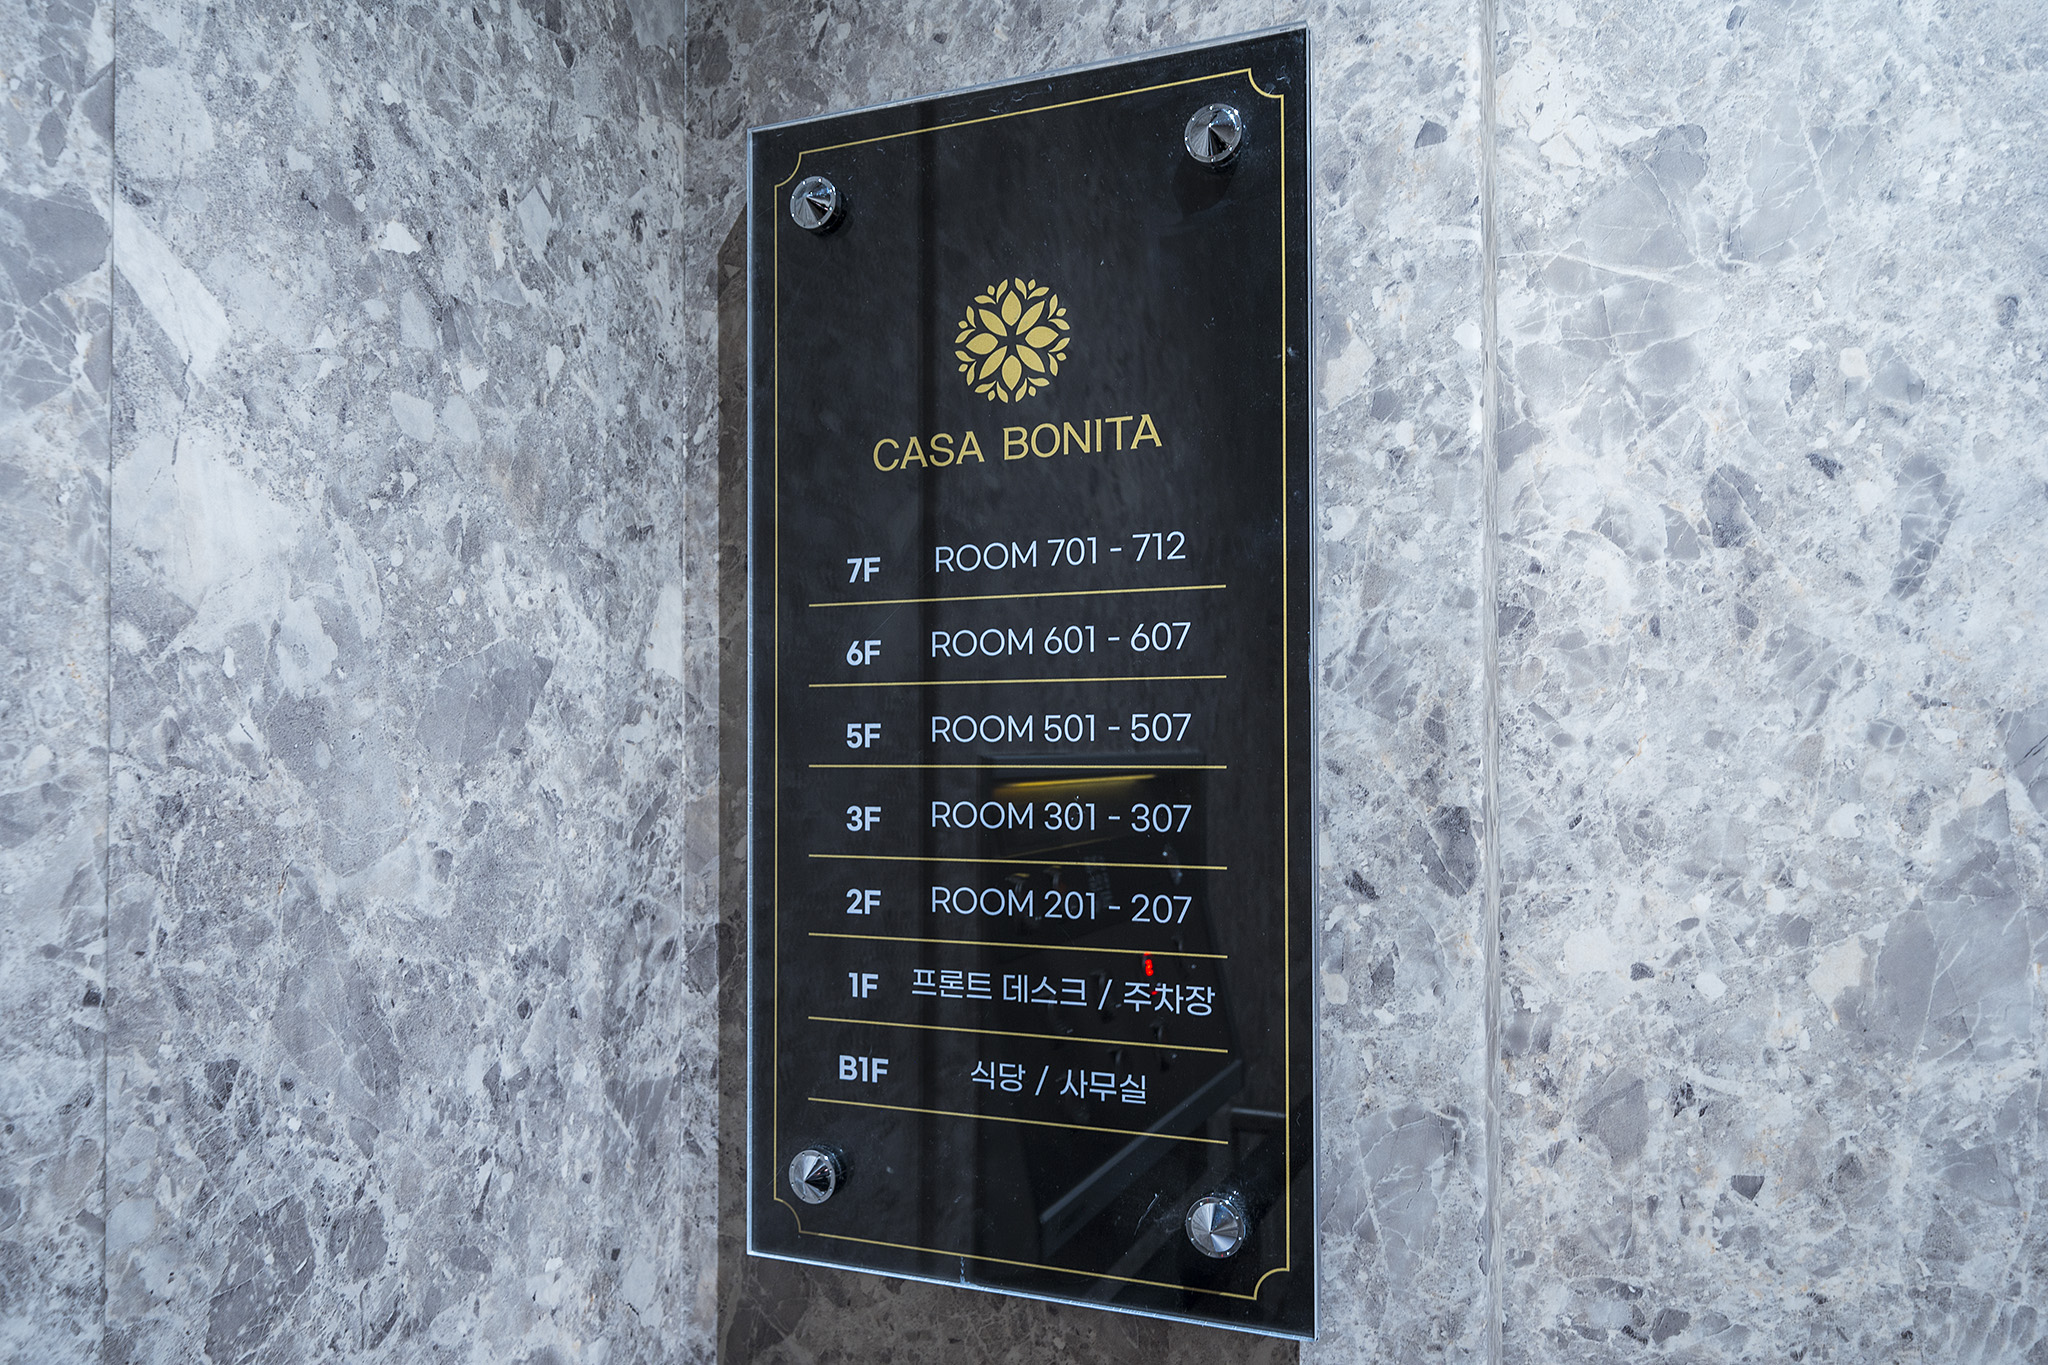 CASA BONITA
7F ROOM 701 - 712
6F ROOM 601 - 607
5F ROOM 501 - 507
3F ROOM 301 - 307
2F ROOM 201 - 207
1F 프론트 데스크 / 주차장
B1F 식당 / 사무실